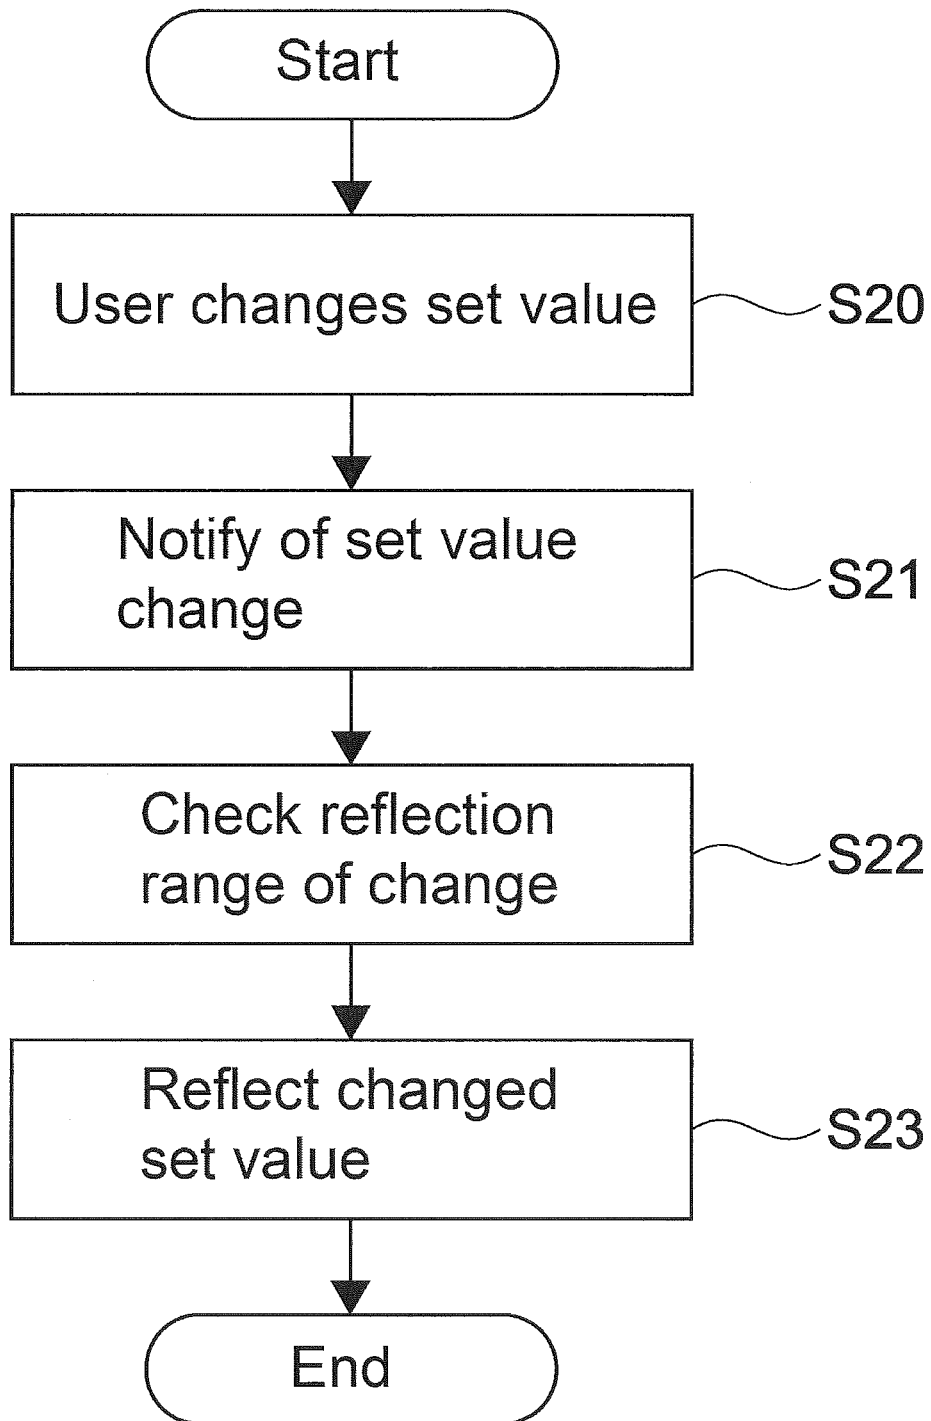 Start
User changes set value
S20
Notify of set value
change
S21
Check reflection
range of change
S22
Reflect changed
set value
S23
End